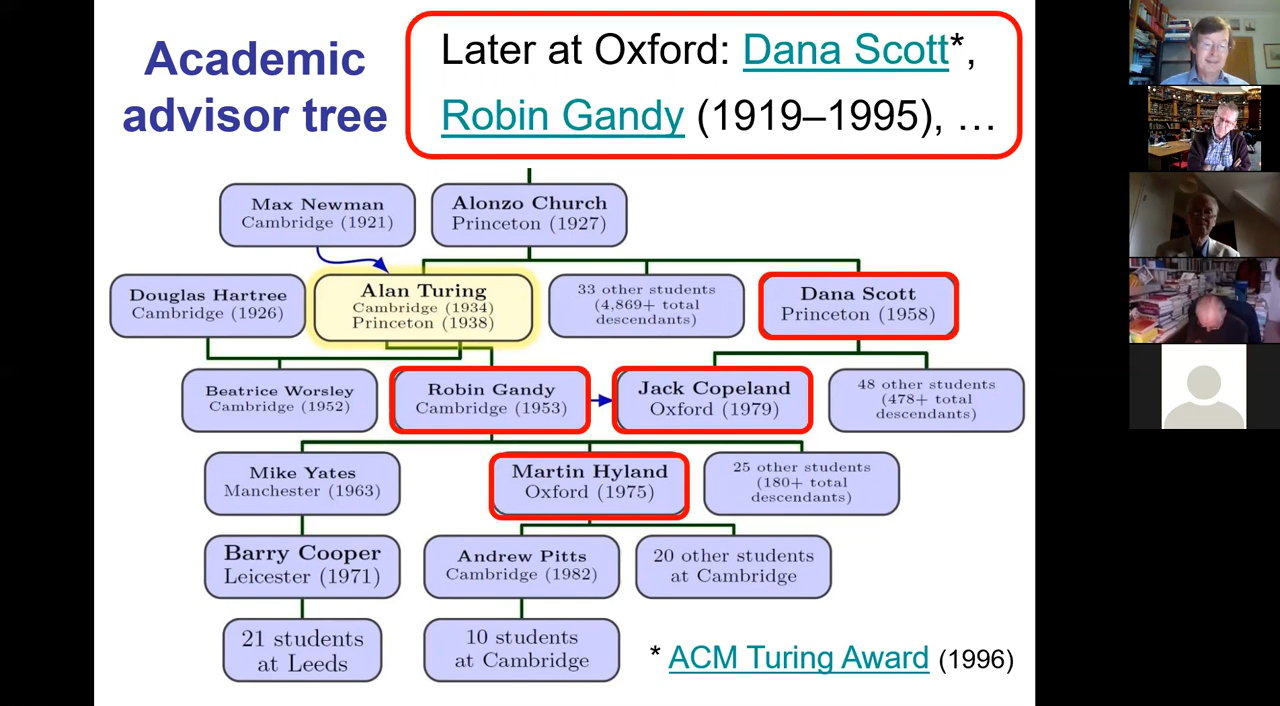 Academic
advisor tree
Later at Oxford: Dana Scott*,
Robin Gandy (1919–1995), …
Max Newman
Cambridge (1921)
Alonzo Church
Princeton (1927)
Douglas Hartree
Cambridge (1926)
Alan Turing
Cambridge (1934)
Princeton (1938)
33 other students
(4,869+ total
descendants)
Dana Scott
Princeton (1958)
Beatrice Worsley
Cambridge (1952)
Robin Gandy
Cambridge (1953)
Jack Copeland
Oxford (1979)
48 other students
(478+ total
descendants)
Mike Yates
Manchester (1963)
Martin Hyland
Oxford (1975)
25 other students
(180+ total
descendants)
Barry Cooper
Leicester (1971)
Andrew Pitts
Cambridge (1982)
20 other students
at Cambridge
21 students
at Leeds
10 students
at Cambridge
* ACM Turing Award (1996)